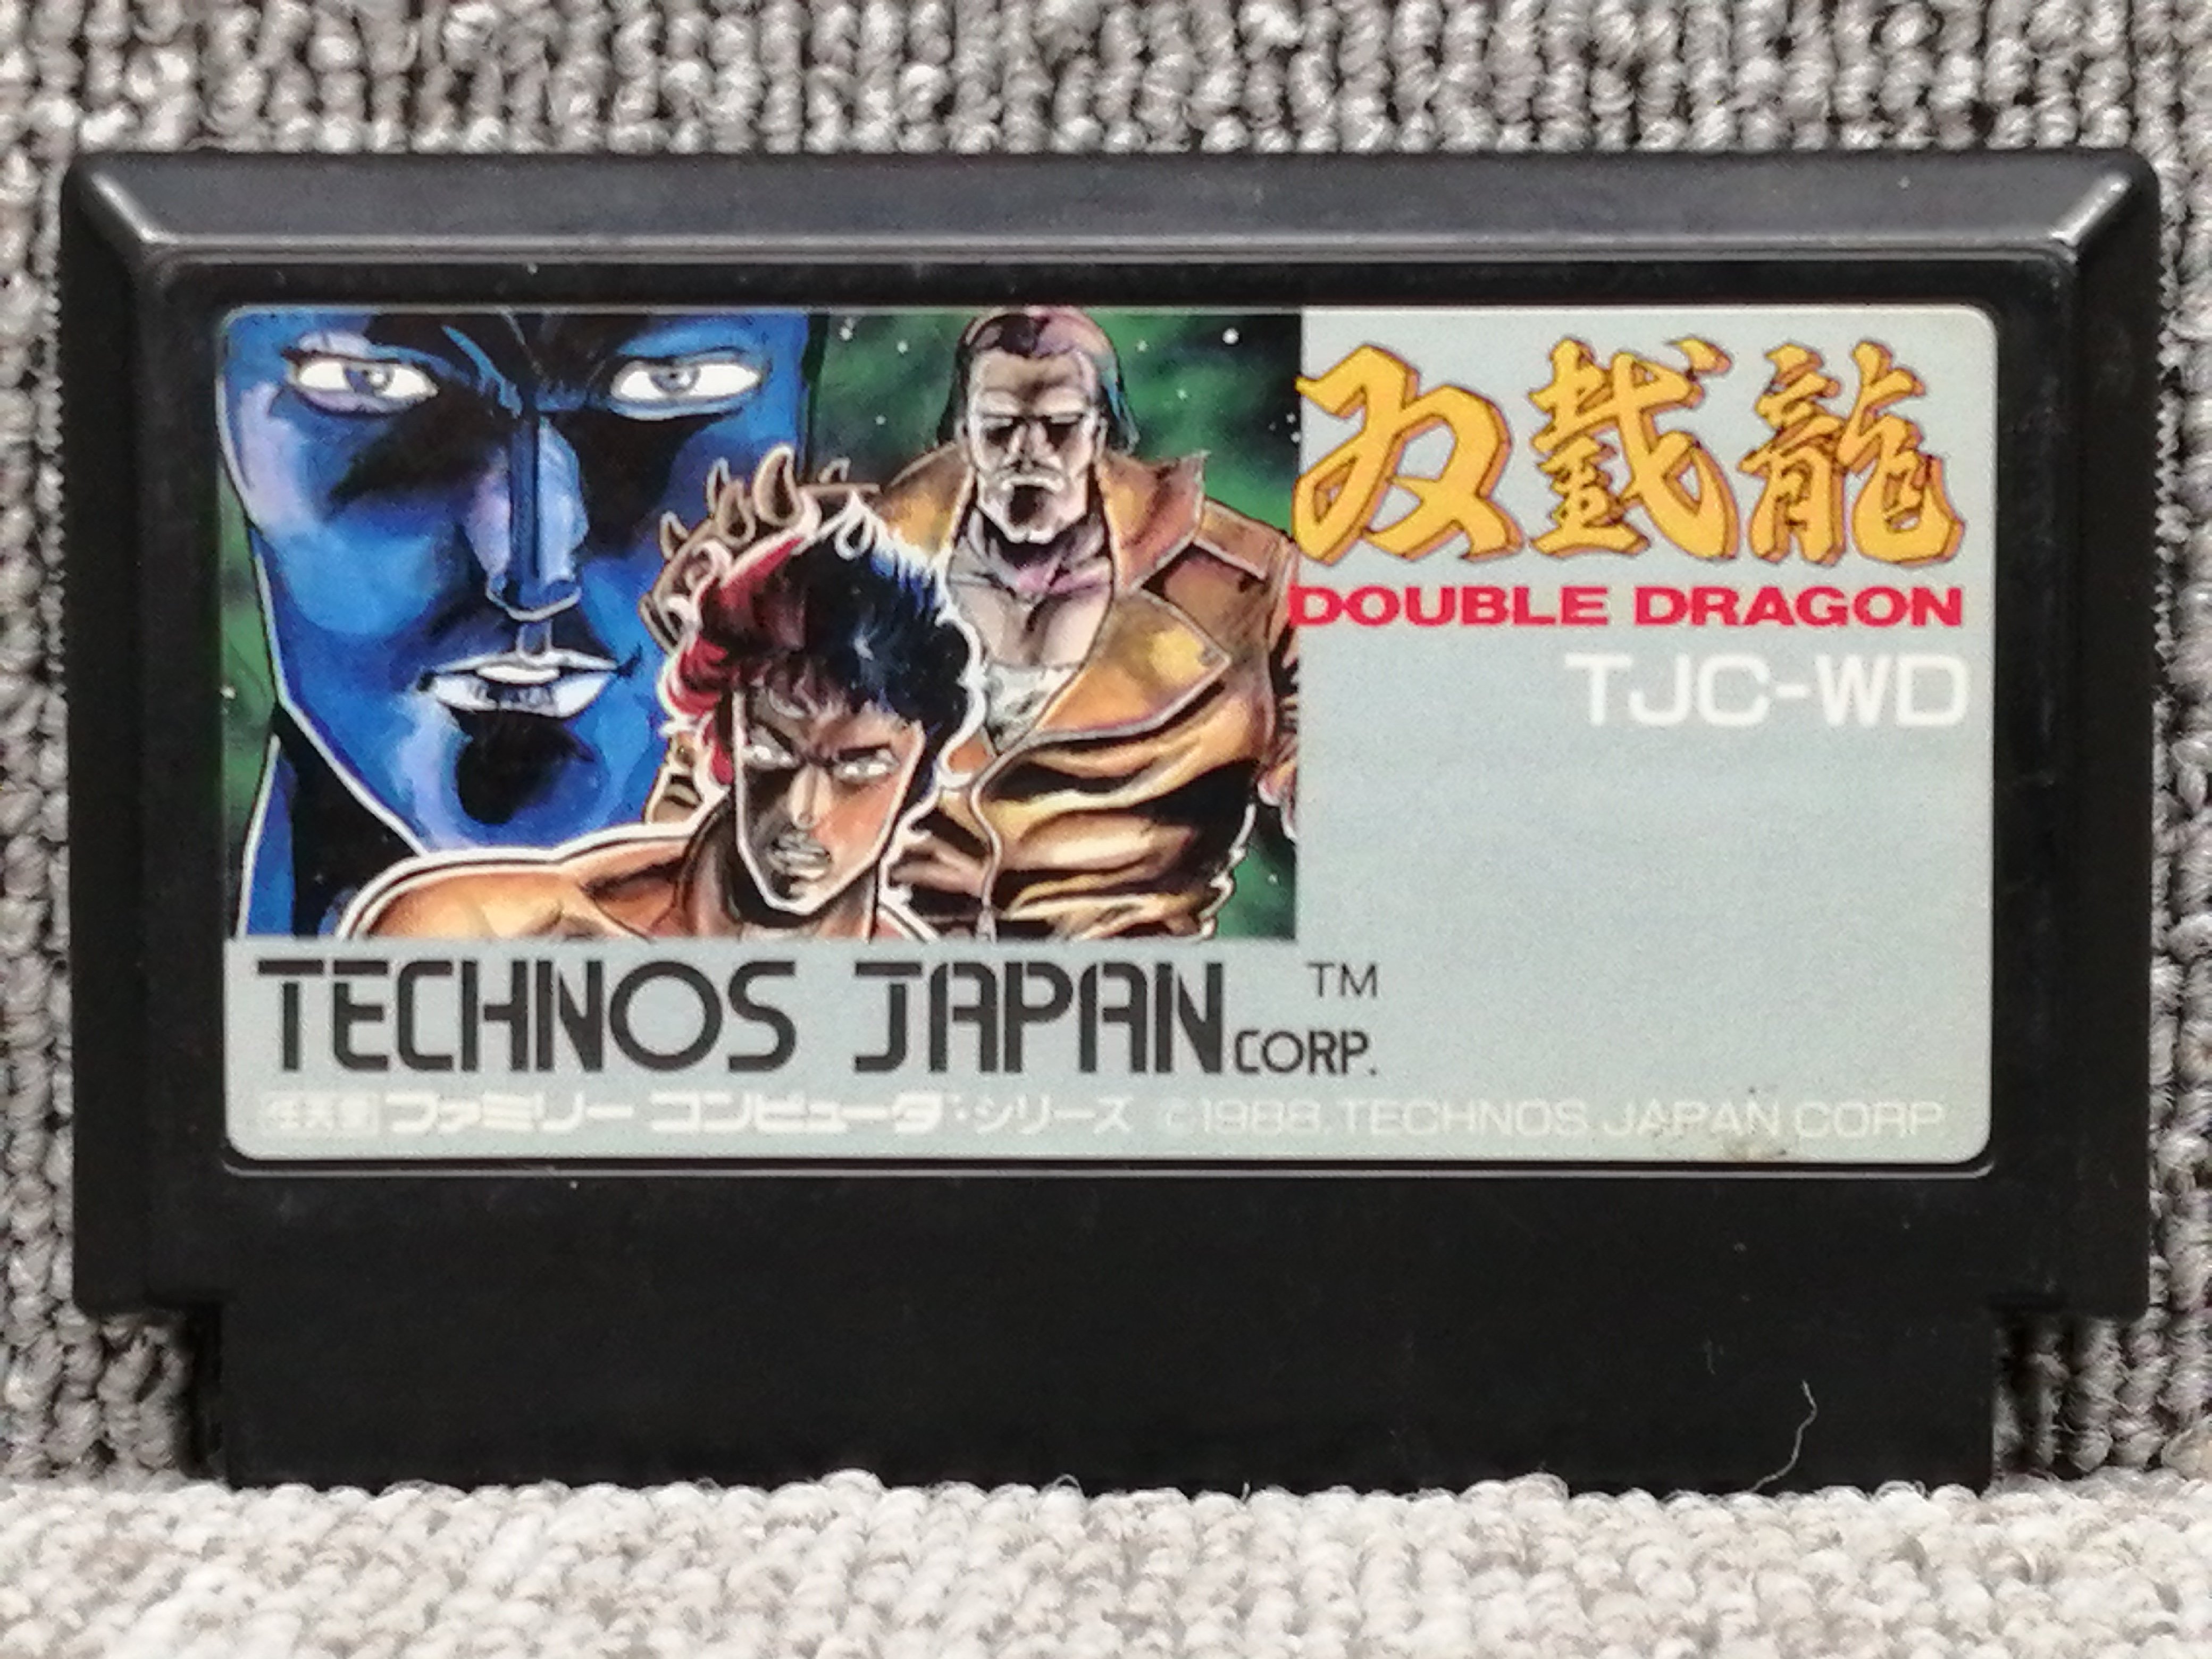 双截龍
DOUBLE DRAGON
TJC-WD
TECHNOS JAPAN CORP. TM
任天堂 ファミリー コンピュータ・シリーズ ©1988 TECHNOS JAPAN CORP